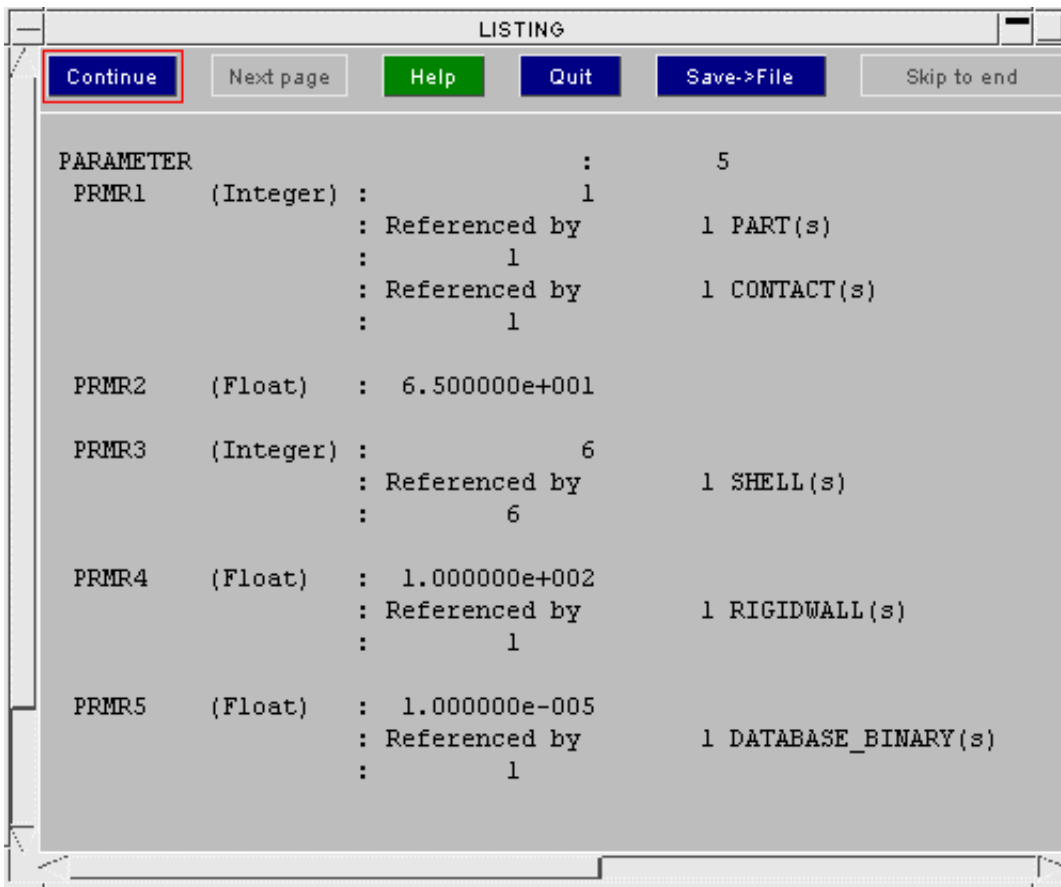 LISTING
Continue Next page Help Quit Save->File Skip to end
PARAMETER : 5
PRMR1 (Integer) : 1
: Referenced by 1 PART(s)
: 1
: Referenced by 1 CONTACT(s)
: 1
PRMR2 (Float) : 6.500000e+001
PRMR3 (Integer) : 6
: Referenced by 1 SHELL(s)
: 6
PRMR4 (Float) : 1.000000e+002
: Referenced by 1 RIGIDWALL(s)
: 1
PRMR5 (Float) : 1.000000e-005
: Referenced by 1 DATABASE_BINARY(s)
: 1